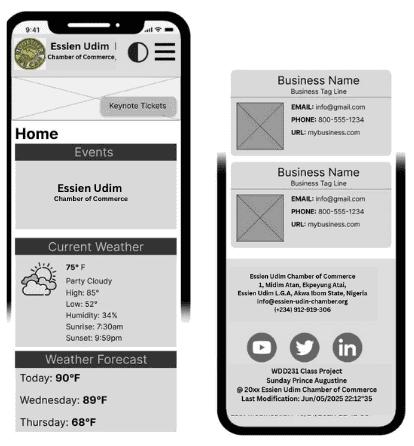 9:41
Essien Udim
Chamber of Commerce,
Keynote Tickets
Home
Events
Essien Udim
Chamber of Commerce
Current Weather
75° F
Party Cloudy
High: 85°
Low: 52°
Humidity: 34%
Sunrise: 7:30am
Sunset: 9:59pm
Weather Forecast
Today: 90°F
Wednesday: 89°F
Thursday: 68°F
Business Name
Business Tag Line
EMAIL: info@gmail.com
PHONE: 800-555-1234
URL: mybusiness.com
Business Name
Business Tag Line
EMAIL: info@gmail.com
PHONE: 800-555-1234
URL: mybusiness.com
Essien Udim Chamber of Commerce
1, Midim Atan, Ekpeyung Atai,
Essien Udim L.G.A, Akwa Ibom State, Nigeria
info@essien-udin-chamber.org
(+234) 912-919-306
WDD231 Class Project
Sunday Prince Augustine
@ 20xx Essien Udim Chamber of Commerce
Last Modification: Jun/05/2025 22:12"35